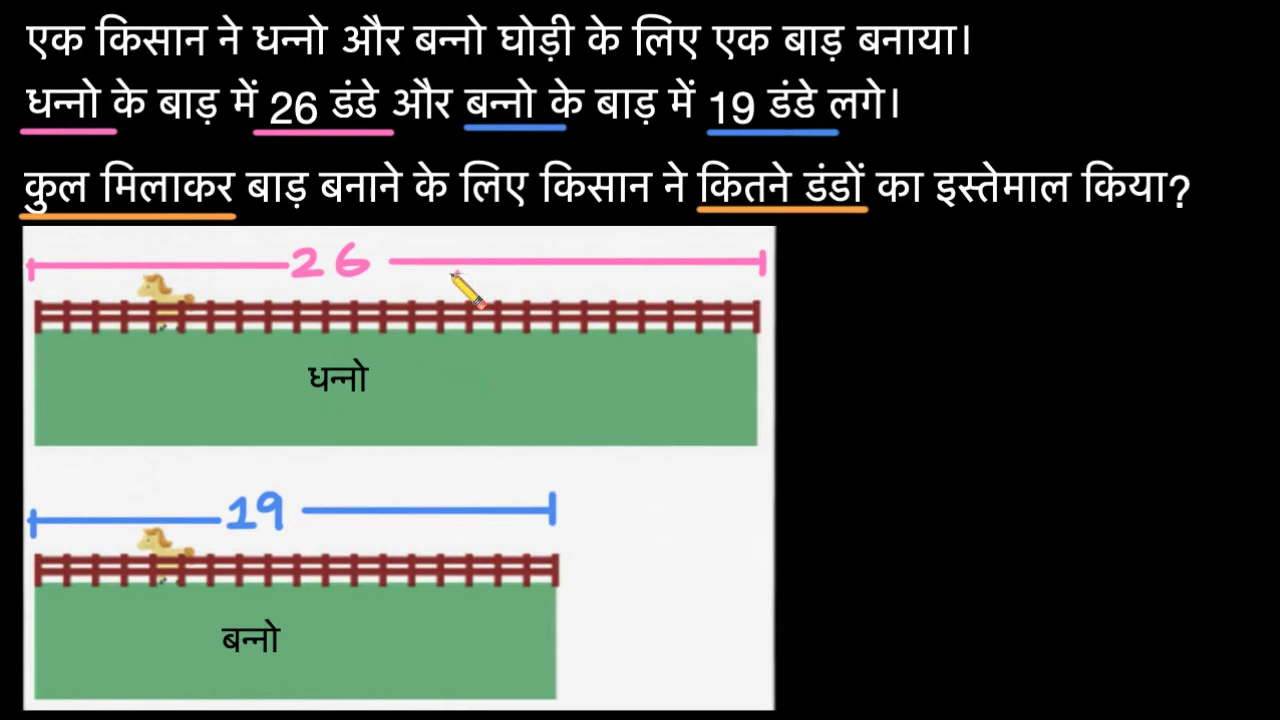 एक किसान ने धन्नो और बन्नो घोड़ी के लिए एक बाड़ बनाया।
धन्नो के बाड़ में 26 डंडे और बन्नो के बाड़ में 19 डंडे लगे।
कुल मिलाकर बाड़ बनाने के लिए किसान ने कितने डंडों का इस्तेमाल किया?
26
धन्नो
19
बन्नो